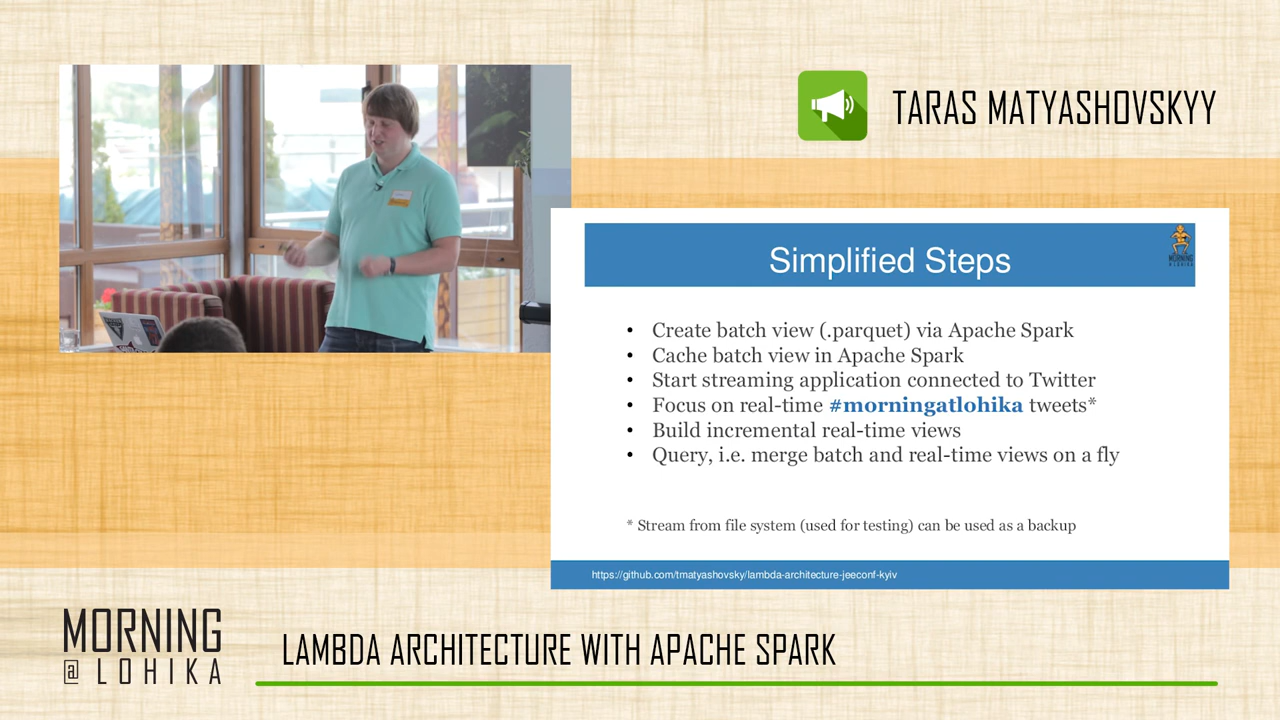 TARAS MATYASHOVSKYY
Simplified Steps
MORNING
@ LOHIKA
• Create batch view (.parquet) via Apache Spark
• Cache batch view in Apache Spark
• Start streaming application connected to Twitter
• Focus on real-time #morningatlohika tweets*
• Build incremental real-time views
• Query, i.e. merge batch and real-time views on a fly
* Stream from file system (used for testing) can be used as a backup
https://github.com/tmatyashovsky/lambda-architecture-jeeconf-kyiv
MORNING
@ LOHIKA
LAMBDA ARCHITECTURE WITH APACHE SPARK